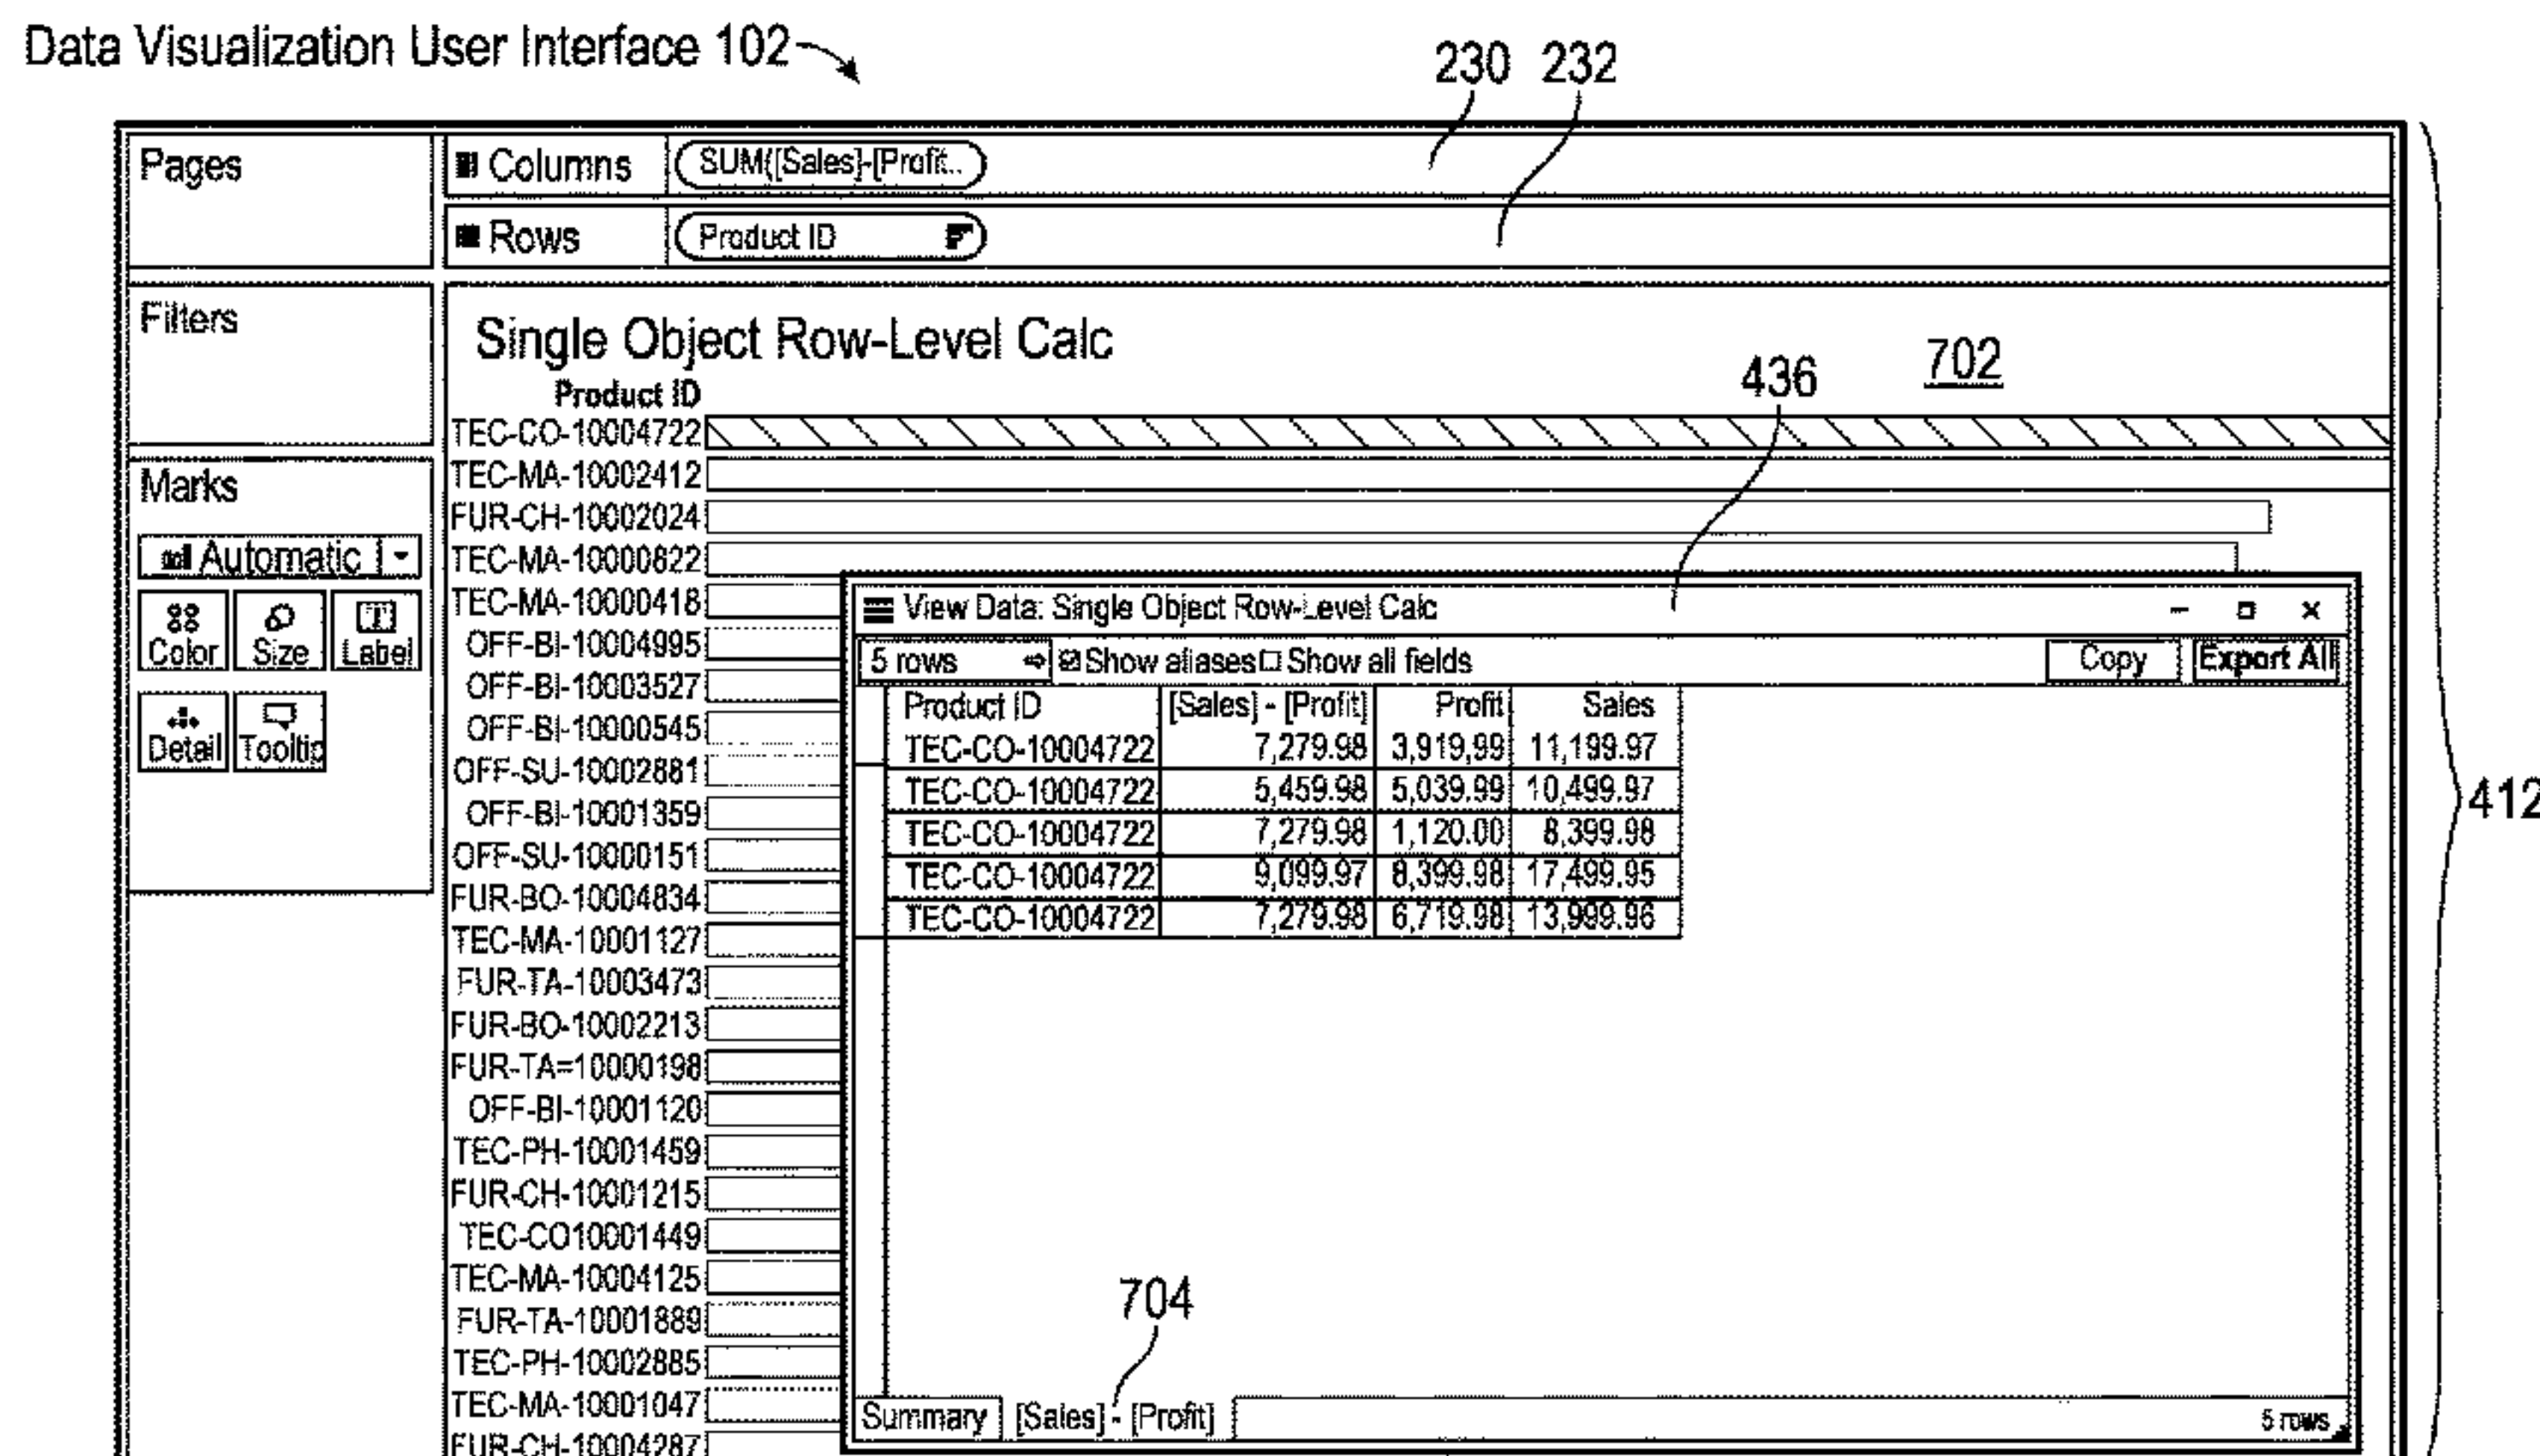 Data Visualization User Interface 102
230 232
Pages
Columns SUM([Sales]-[Profit..
Rows Product ID
Filters
Single Object Row-Level Calc
702
436
Product ID
TEC-CO-10004722
TEC-MA-10002412
FUR-CH-10002024
TEC-MA-10000822
TEC-MA-10000418
OFF-BI-10004995
OFF-BI-10003527
OFF-BI-10000545
OFF-SU-10002881
OFF-BI-10001359
OFF-SU-10000151
FUR-BO-10004834
TEC-MA-10001127
FUR-TA-10003473
FUR-BO-10002213
FUR-TA=10000198
OFF-BI-10001120
TEC-PH-10001459
FUR-CH-10001215
TEC-CO10001449
TEC-MA-10004125
FUR-TA-10001889
TEC-PH-10002885
TEC-MA-10001047
FUR-CH-10004287
Marks
Automatic
Color Size Label
Detail Tooltip
View Data: Single Object Row-Level Calc
5 rows Show aliases Show all fields Copy Export All
Product ID [Sales] - [Profit] Profit Sales
TEC-CO-10004722 7,279.98 3,919,99 11,199.97
TEC-CO-10004722 5,459.98 5,039.99 10,499.97
TEC-CO-10004722 7,279.98 1,120.00 8,399.98
TEC-CO-10004722 9,099.97 8,399.98 17,499.95
TEC-CO-10004722 7,279.98 6,719.98 13,999.96
412
704
Summary [Sales] - [Profit] 5 rows